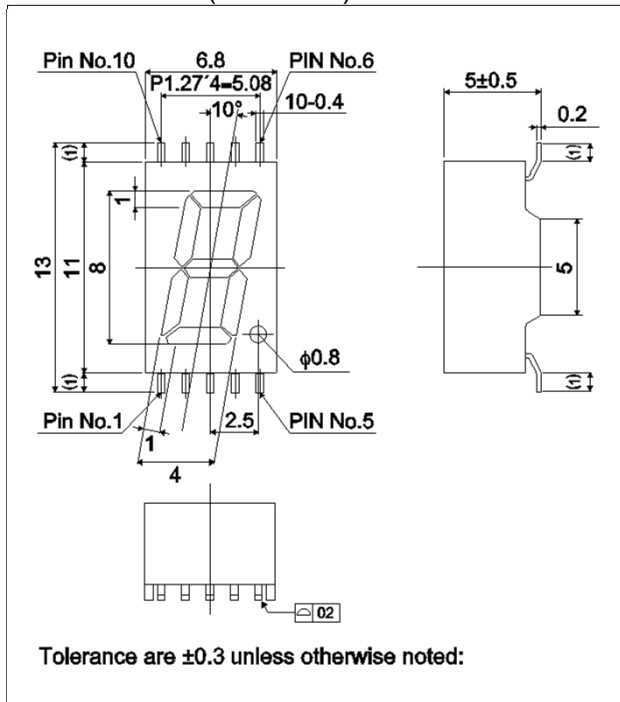 Pin No.10
6.8
PIN No.6
P1.27´4=5.08
10°
10-0.4
5±0.5
0.2
(1)
(1)
1
13
11
8
5
(1)
(1)
φ0.8
Pin No.1
2.5
PIN No.5
1
4
⌓ 02
Tolerance are ±0.3 unless otherwise noted: